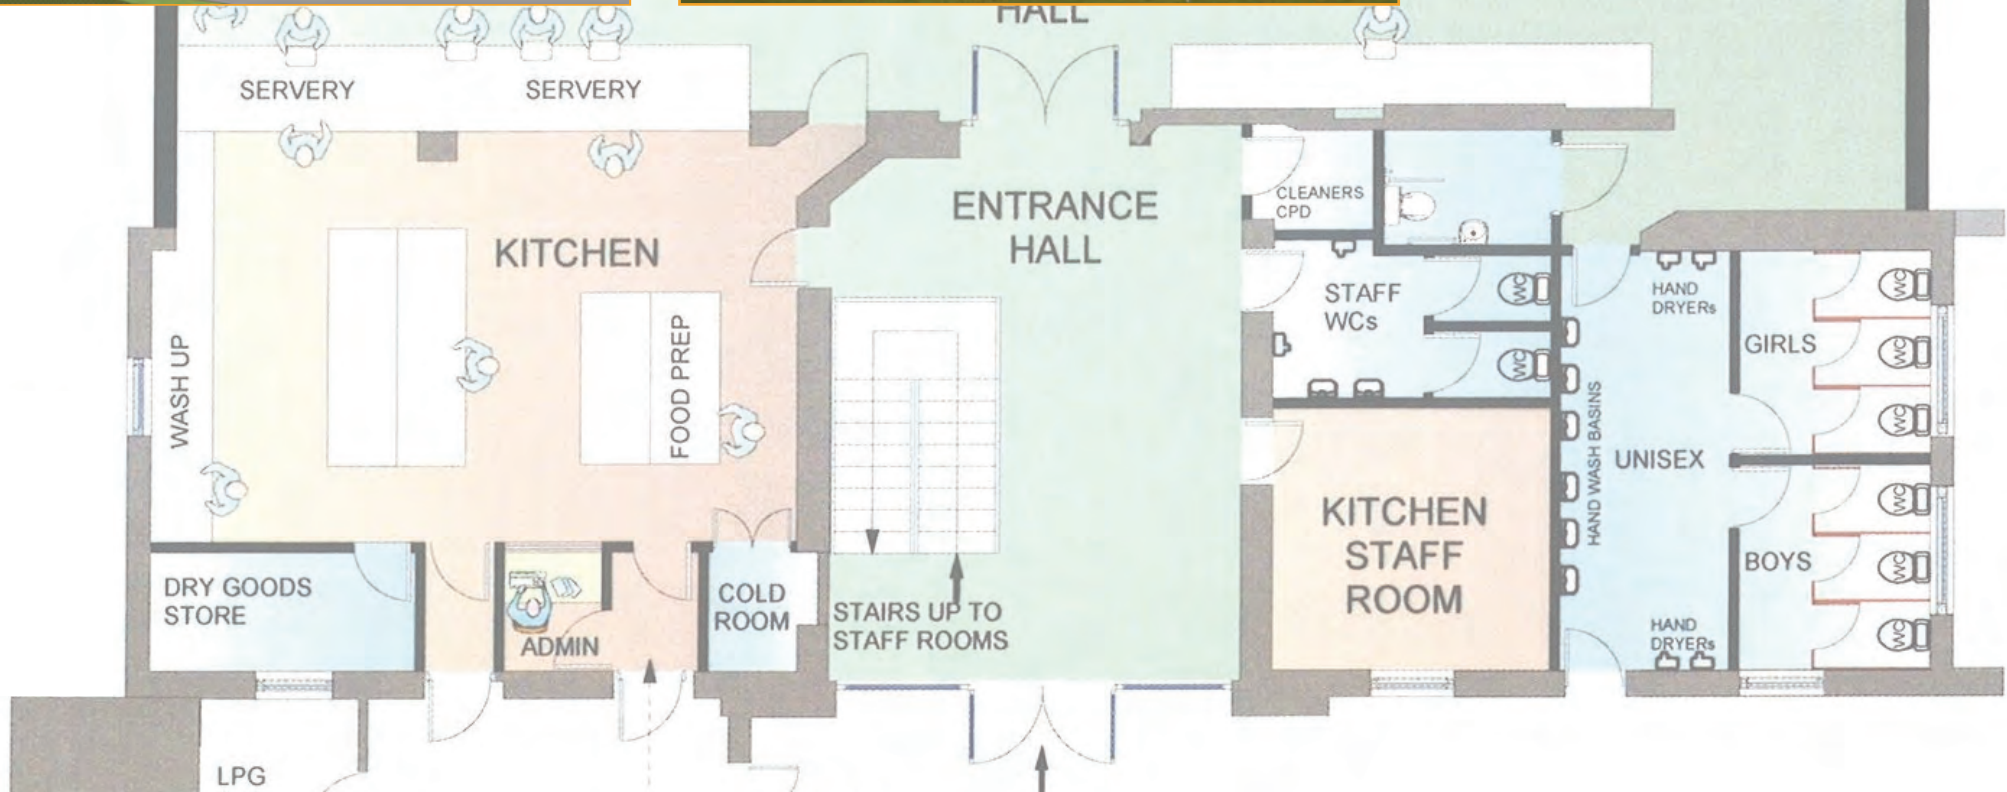 HALL
SERVERY
SERVERY
CLEANERS
CPD
ENTRANCE
HALL
KITCHEN
STAFF
WCs
WC
WC
HAND
DRYERs
WC
WC
WC
GIRLS
WASH UP
FOOD PREP
HAND WASH BASINS
UNISEX
KITCHEN
STAFF
ROOM
WC
WC
WC
BOYS
DRY GOODS
STORE
ADMIN
COLD
ROOM
STAIRS UP TO
STAFF ROOMS
HAND
DRYERs
LPG